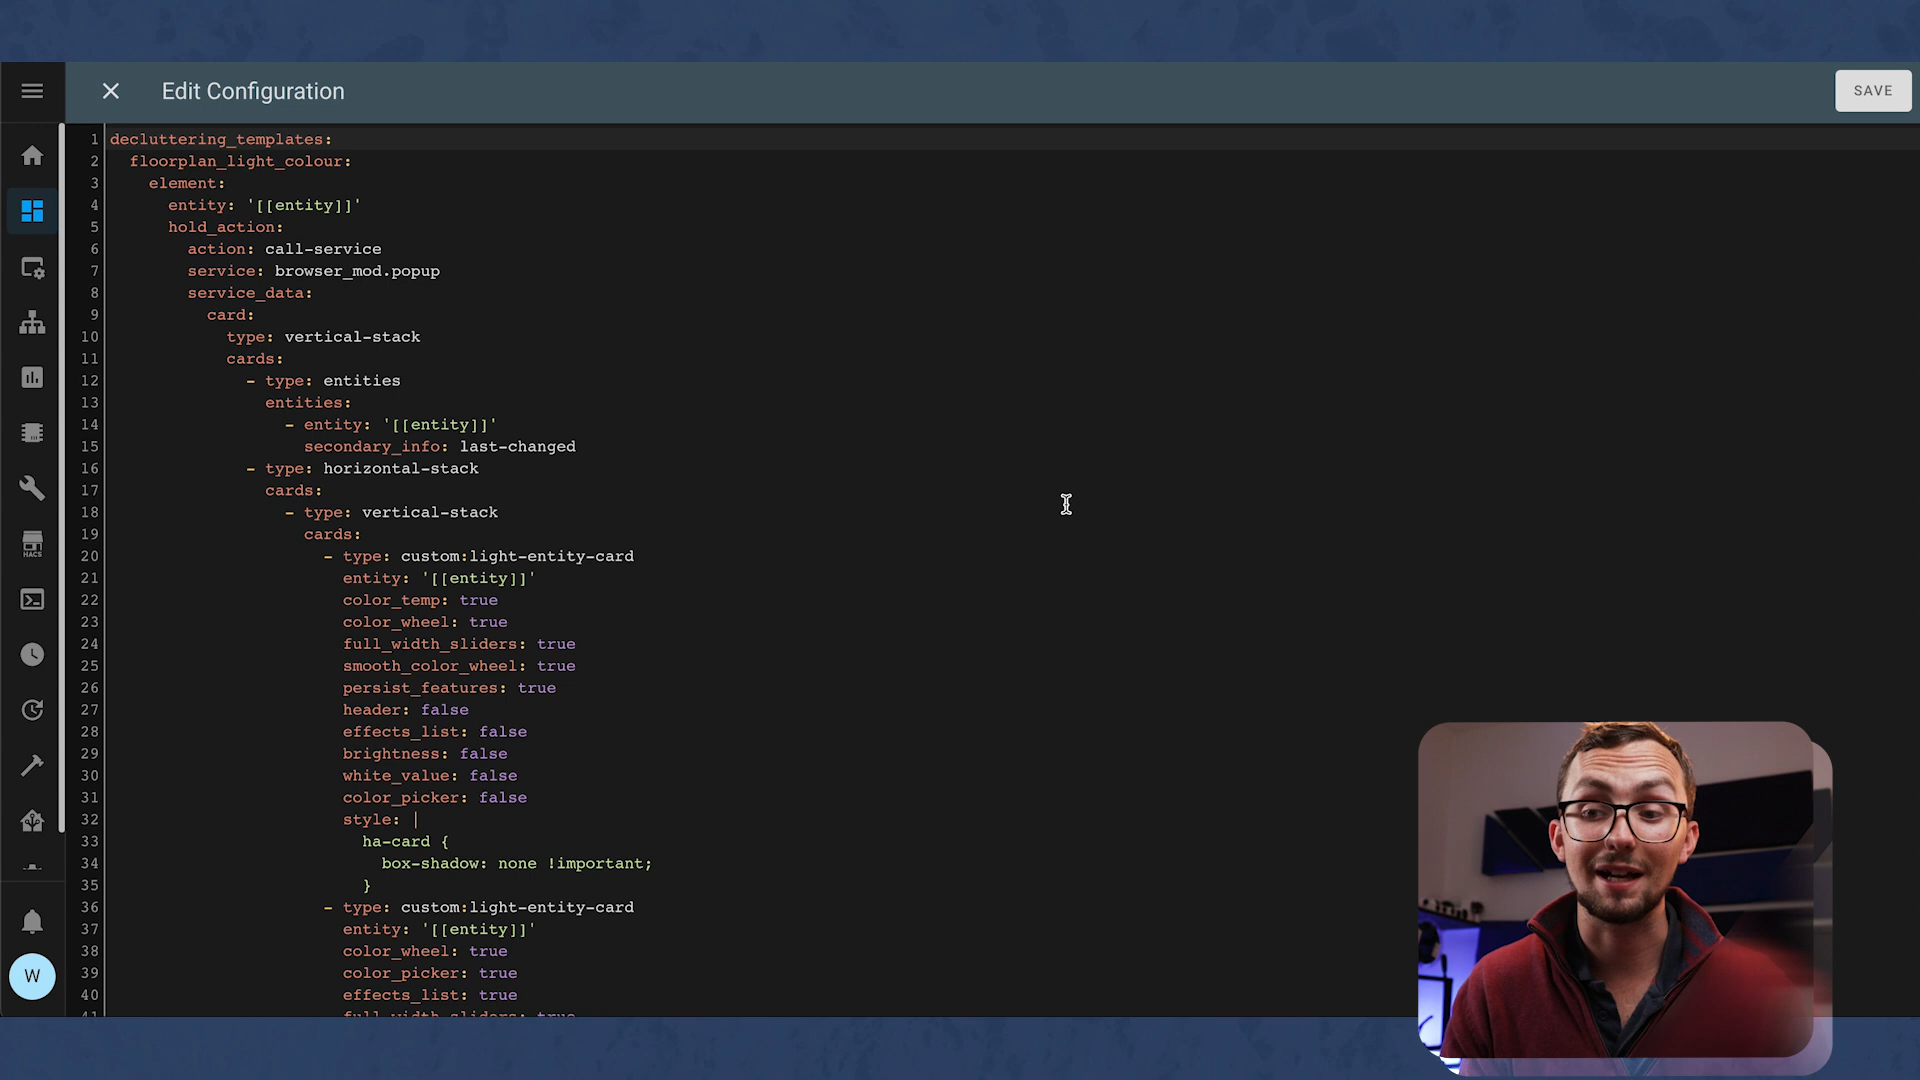 Edit Configuration
SAVE
1 decluttering_templates:
2 floorplan_light_colour:
3 element:
4 entity: '[[entity]]'
5 hold_action:
6 action: call-service
7 service: browser_mod.popup
8 service_data:
9 card:
10 type: vertical-stack
11 cards:
12 - type: entities
13 entities:
14 - entity: '[[entity]]'
15 secondary_info: last-changed
16 - type: horizontal-stack
17 cards:
18 - type: vertical-stack
19 cards:
20 - type: custom:light-entity-card
21 entity: '[[entity]]'
22 color_temp: true
23 color_wheel: true
24 full_width_sliders: true
25 smooth_color_wheel: true
26 persist_features: true
27 header: false
28 effects_list: false
29 brightness: false
30 white_value: false
31 color_picker: false
32 style: |
33 ha-card {
34 box-shadow: none !important;
35 }
36 - type: custom:light-entity-card
37 entity: '[[entity]]'
38 color_wheel: true
39 color_picker: true
40 effects_list: true
41 full_width_sliders: true
HACS
W